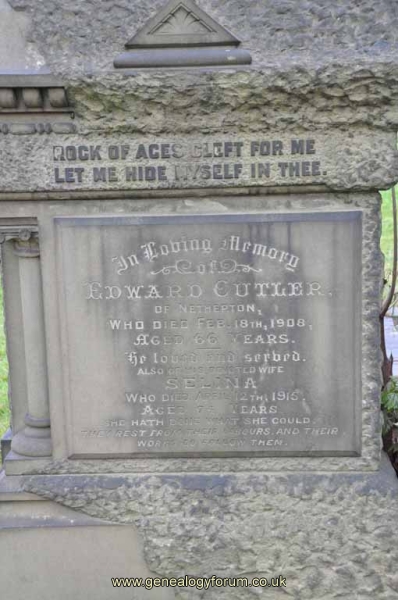 ROCK OF AGES CLEFT FOR ME
LET ME HIDE MYSELF IN THEE.
In Loving Memory
of
EDWARD CUTLER.
OF NETHERTON,
WHO DIED FEB. 18TH, 1908,
AGED 66 YEARS.
He loved and served.
ALSO OF HIS DEVOTED WIFE
SELINA
WHO DIED 12TH, 1915,
AGED YEARS
SHE HATH DONE WHAT SHE COULD.
THEY REST FROM THEIR LABOURS, AND THEIR
WORKS DO FOLLOW THEM.
www.genealogyforum.co.uk